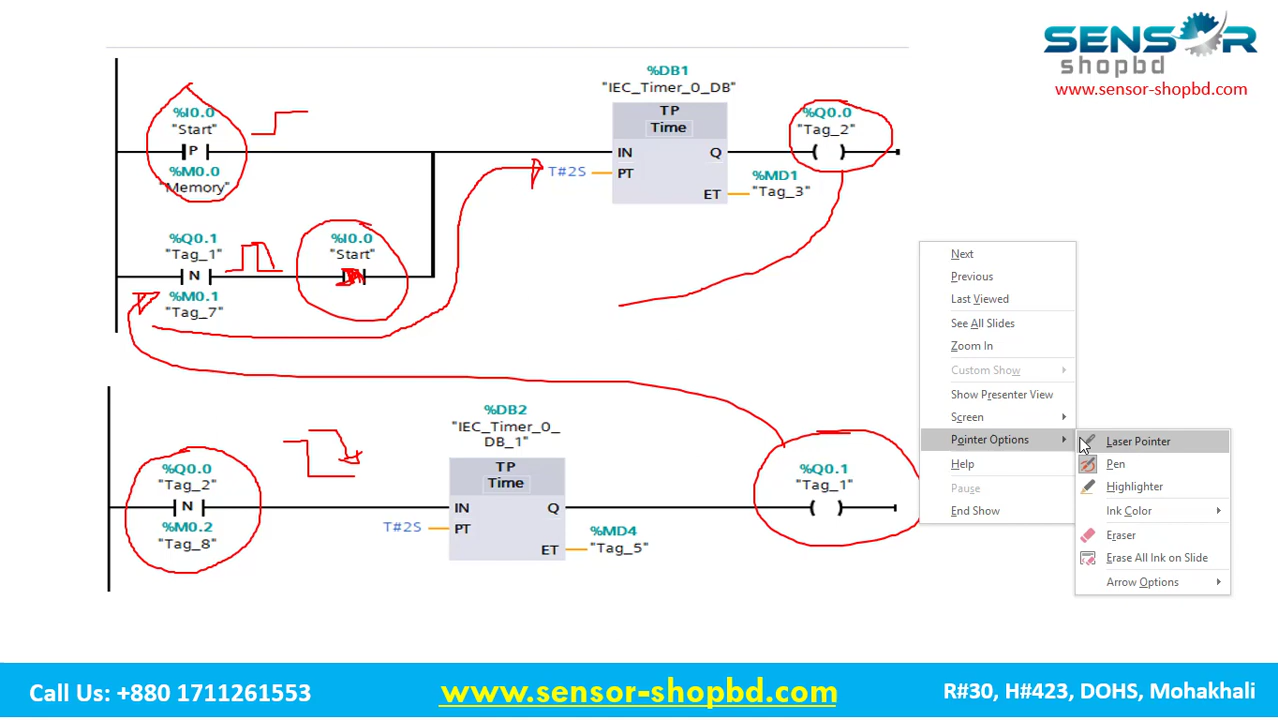 SENSOR
shopbd
www.sensor-shopbd.com
%DB1
"IEC_Timer_0_DB"
TP
Time
IN
Q
T#2S
PT
ET
%I0.0
"Start"
P
%M0.0
"Memory"
%Q0.0
"Tag_2"
%MD1
"Tag_3"
%Q0.1
"Tag_1"
N
%M0.1
"Tag_7"
%I0.0
"Start"
Next
Previous
Last Viewed
See All Slides
Zoom In
Custom Show
Show Presenter View
Screen
Pointer Options
Help
Pause
End Show
Laser Pointer
Pen
Highlighter
Ink Color
Eraser
Erase All Ink on Slide
Arrow Options
%DB2
"IEC_Timer_0_
DB_1"
TP
Time
IN
Q
T#2S
PT
ET
%Q0.0
"Tag_2"
N
%M0.2
"Tag_8"
%MD4
"Tag_5"
%Q0.1
"Tag_1"
Call Us: +880 1711261553
www.sensor-shopbd.com
R#30, H#423, DOHS, Mohakhali